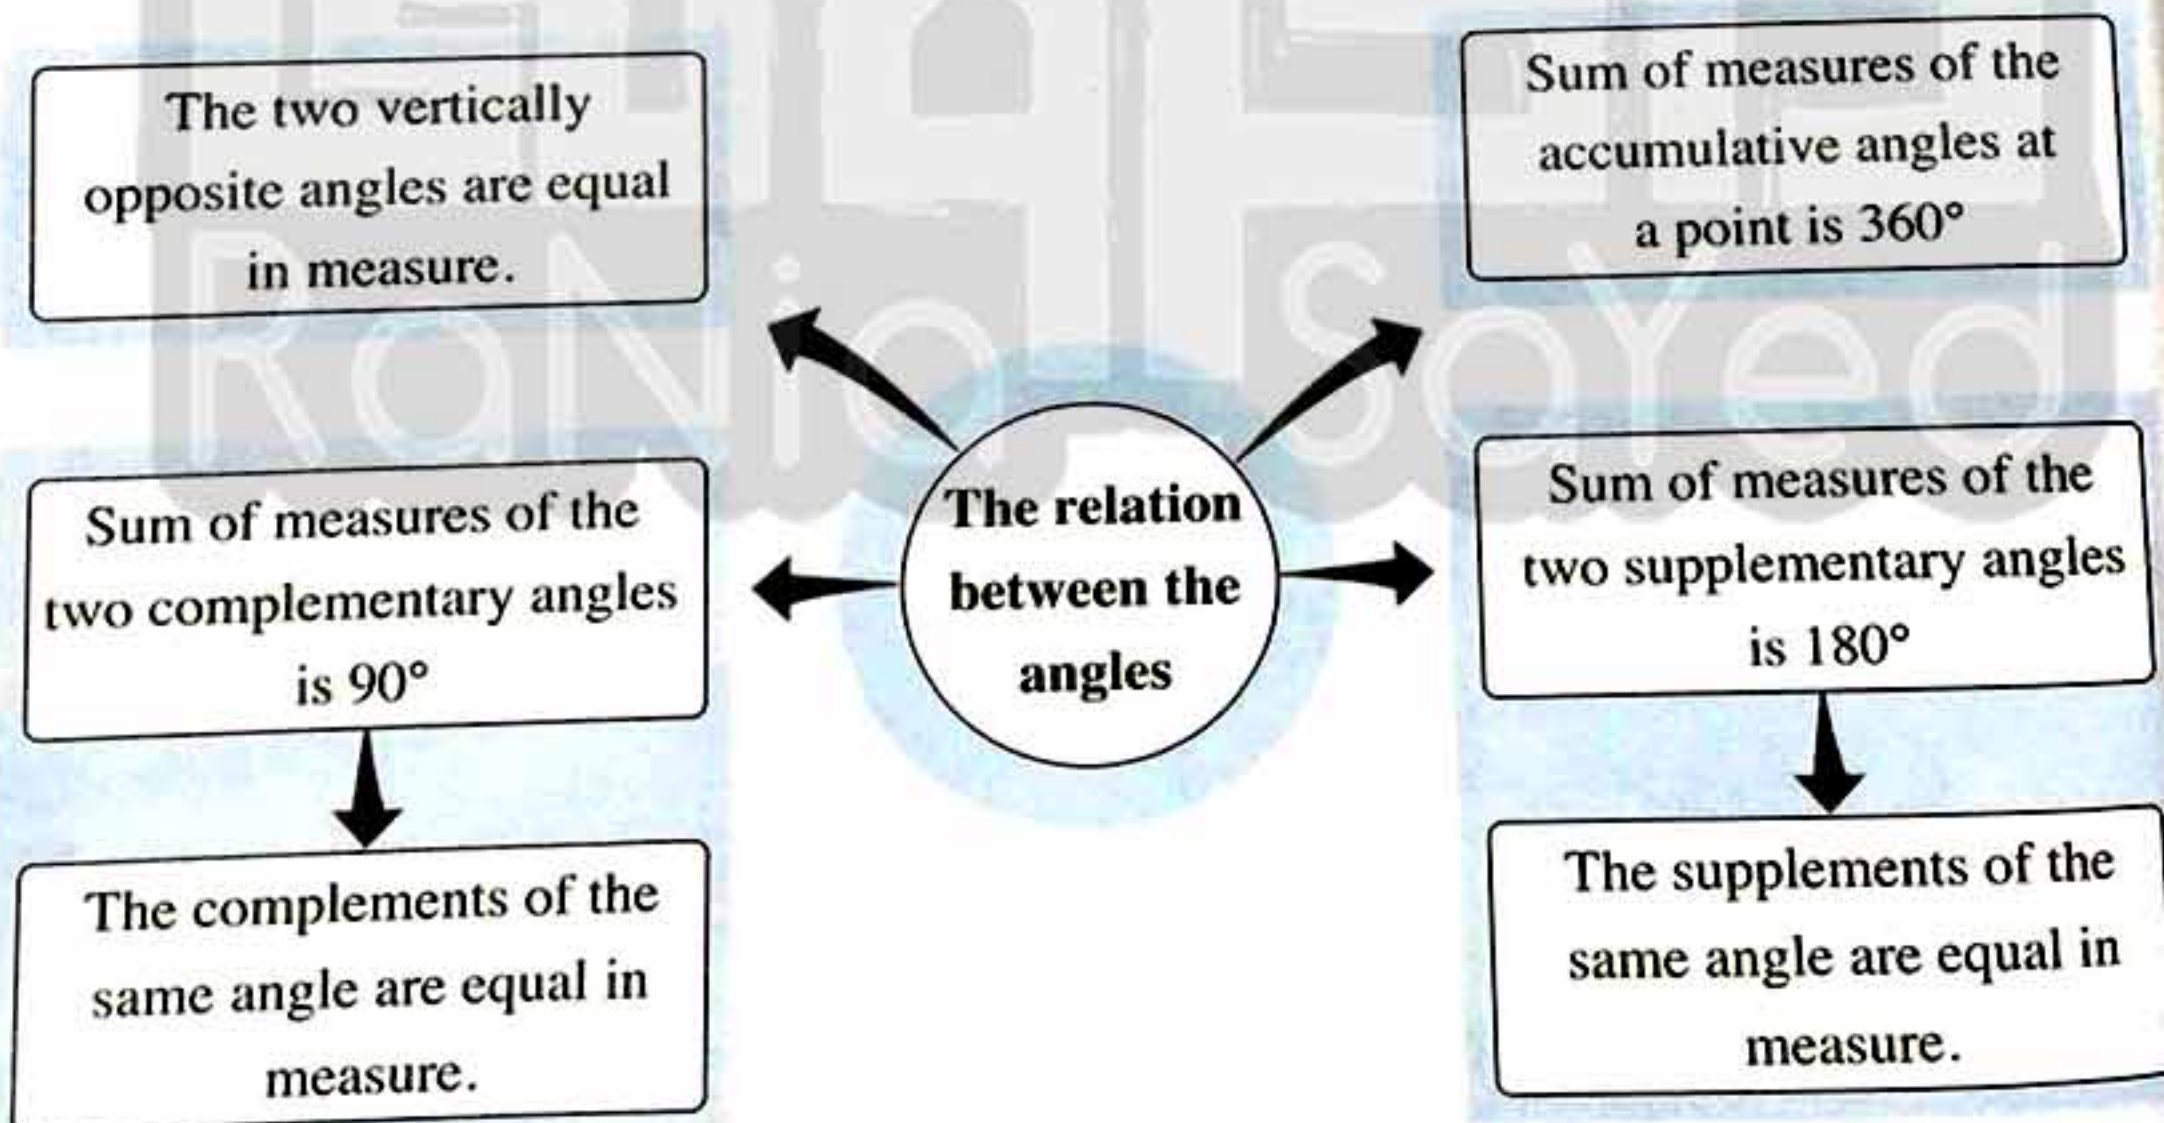 The two vertically
opposite angles are equal
in measure.
Sum of measures of the
accumulative angles at
a point is 360°
The relation
between the
angles
Sum of measures of the
two complementary angles
is 90°
Sum of measures of the
two supplementary angles
is 180°
The complements of the
same angle are equal in
measure.
The supplements of the
same angle are equal in
measure.
RaNia SaYed